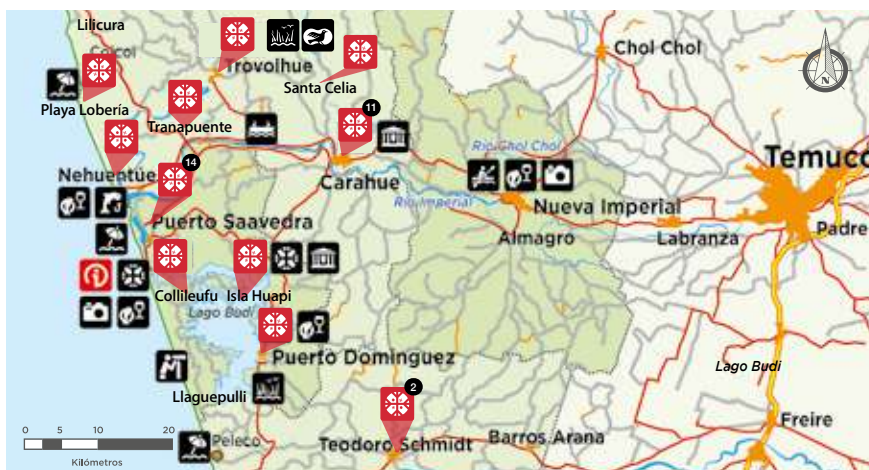 Lilicura
Colcol
Trovolhue
Santa Celia
Chol Chol
N
Playa Lobería
Tranapuente
11
Río Chol Chol
Temuco
Nehuentúe
14
Carahue
Río Imperial
Nueva Imperial
Puerto Saavedra
Almagro
Labranza
Padre
Collileufu
Isla Huapi
Lago Budi
Puerto Domínguez
Lago Budi
Llaguepulli
2
Freire
0 5 10 20
Kilómetros
Peleco
Teodoro Schmidt
Barros Arana